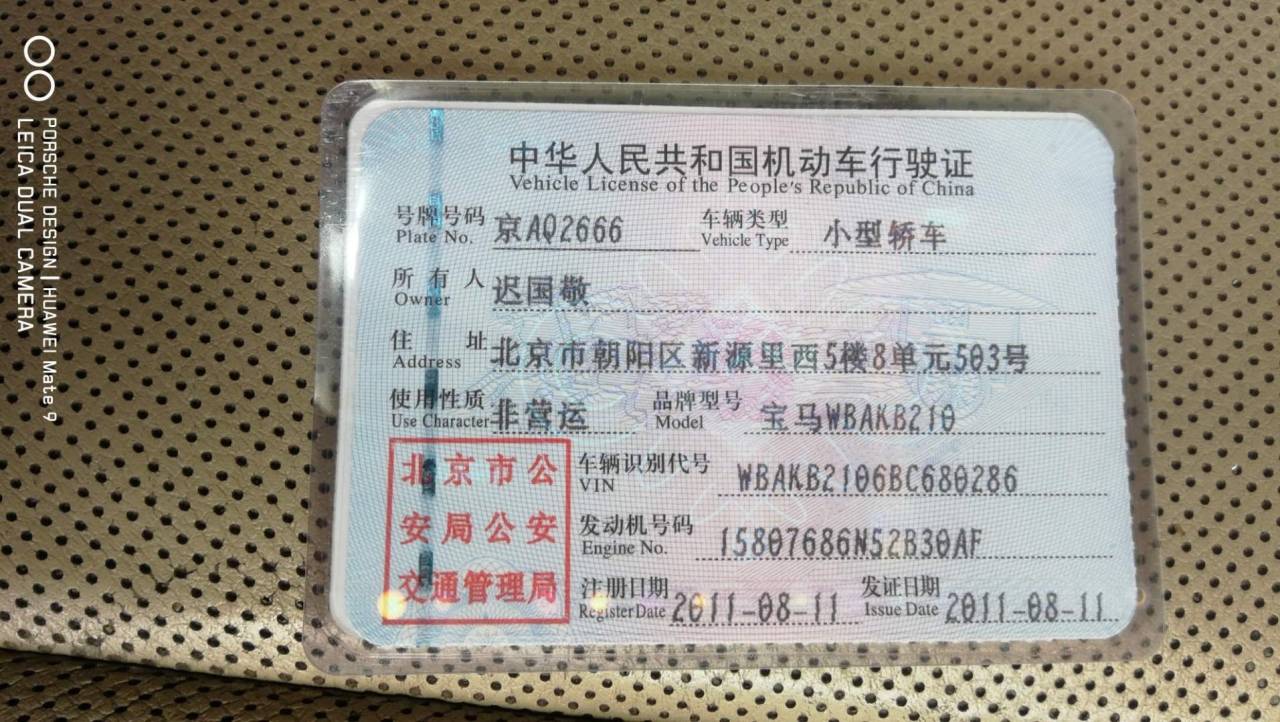 中华人民共和国机动车行驶证
Vehicle License of the People's Republic of China
号牌号码 京AQ2666 车辆类型 小型轿车
Plate No. Vehicle Type
所有人 迟国敬
Owner
住址 北京市朝阳区新源里西5楼8单元503号
Address
使用性质 非营运 品牌型号 宝马WBAKB210
Use Character Model
北京市公
安局公安
交通管理局
车辆识别代号 WBAKB2106BC680286
VIN
发动机号码 15807686N52B30AF
Engine No.
注册日期 2011-08-11 发证日期 2011-08-11
Register Date Issue Date
PORSCHE DESIGN | HUAWEI Mate 9
LEICA DUAL CAMERA